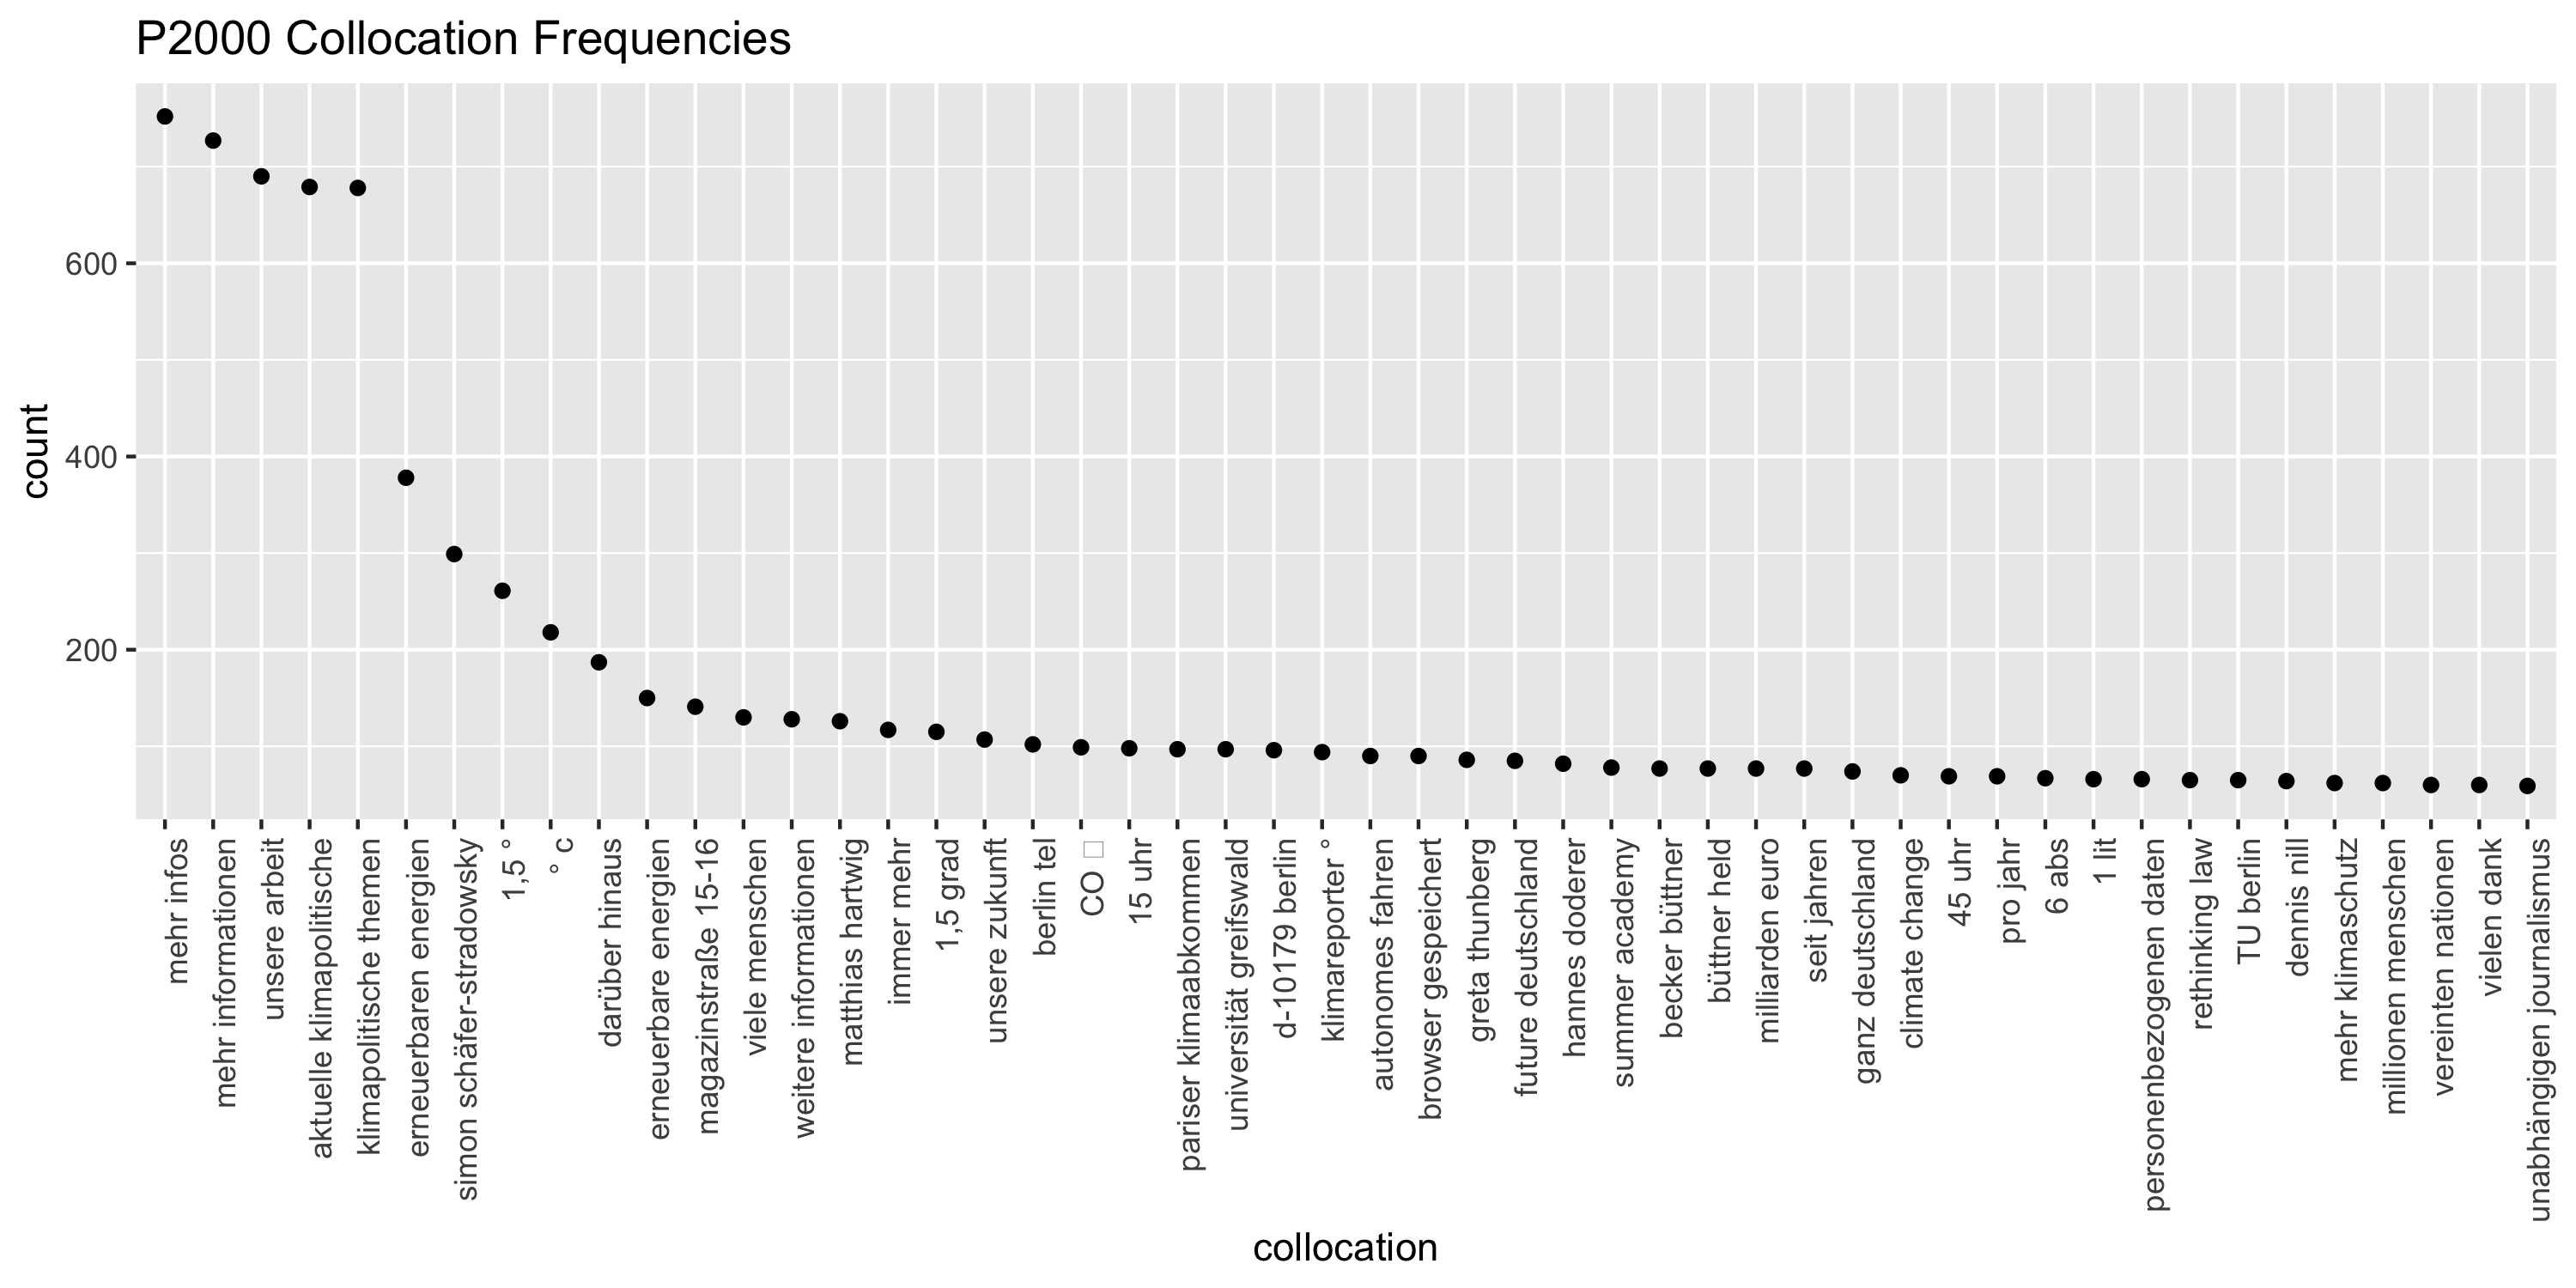 P2000 Collocation Frequencies
count
600
400
200
mehr infos
mehr informationen
unsere arbeit
aktuelle klimapolitische
klimapolitische themen
erneuerbaren energien
simon schäfer-stradowsky
1,5 °
° c
darüber hinaus
erneuerbare energien
magazinstraße 15-16
viele menschen
weitere informationen
matthias hartwig
immer mehr
1,5 grad
unsere zukunft
berlin tel
CO □
15 uhr
pariser klimaabkommen
universität greifswald
d-10179 berlin
klimareporter °
autonomes fahren
browser gespeichert
greta thunberg
future deutschland
hannes doderer
summer academy
becker büttner
büttner held
milliarden euro
seit jahren
ganz deutschland
climate change
45 uhr
pro jahr
6 abs
1 lit
personenbezogenen daten
rethinking law
TU berlin
dennis nill
mehr klimaschutz
millionen menschen
vereinten nationen
vielen dank
unabhängigen journalismus
collocation